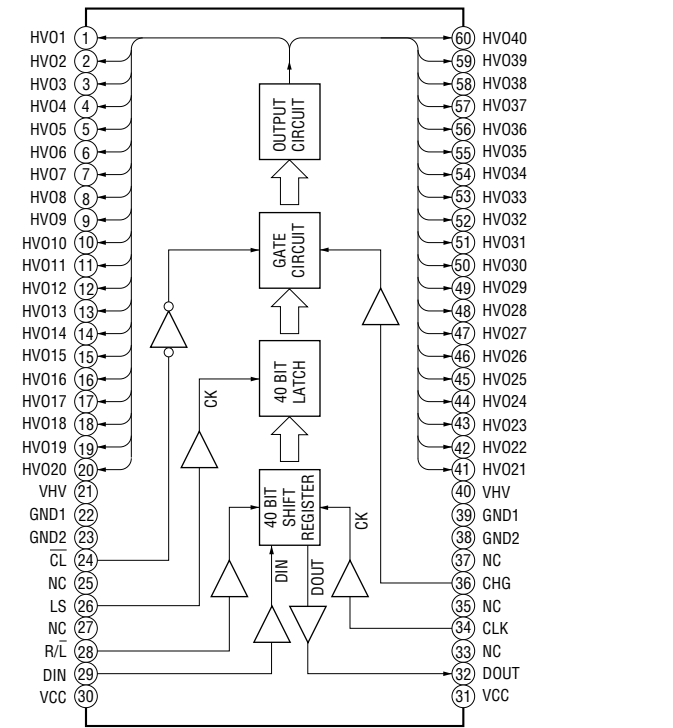 HVO1 1
HVO2 2
HVO3 3
HVO4 4
HVO5 5
HVO6 6
HVO7 7
HVO8 8
HVO9 9
HVO10 10
HVO11 11
HVO12 12
HVO13 13
HVO14 14
HVO15 15
HVO16 16
HVO17 17
HVO18 18
HVO19 19
HVO20 20
VHV 21
GND1 22
GND2 23
C̅L̅ 24
NC 25
LS 26
NC 27
R/L̅ 28
DIN 29
VCC 30
OUTPUT
CIRCUIT
GATE
CIRCUIT
40 BIT
LATCH
CK
40 BIT
SHIFT
REGISTER
CK
DIN
DOUT
60 HVO40
59 HVO39
58 HVO38
57 HVO37
56 HVO36
55 HVO35
54 HVO34
53 HVO33
52 HVO32
51 HVO31
50 HVO30
49 HVO29
48 HVO28
47 HVO27
46 HVO26
45 HVO25
44 HVO24
43 HVO23
42 HVO22
41 HVO21
40 VHV
39 GND1
38 GND2
37 NC
36 CHG
35 NC
34 CLK
33 NC
32 DOUT
31 VCC